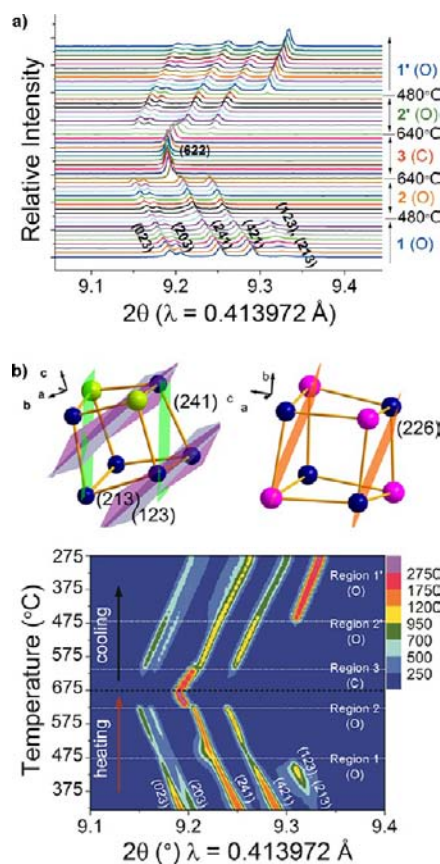 a)
Relative Intensity
1' (O)
480°C
2' (O)
640°C
3 (C)
640°C
2 (O)
480°C
1 (O)
(622)
(023)
(203)
(241)
(421)
(123),
(213)
9.1 9.2 9.3 9.4
2θ (λ = 0.413972 Å)
b)
c
a
b
(241)
(213)
(123)
b
c
a
(226)
Temperature (°C)
cooling
heating
275
375
475
575
675
575
475
375
Region 1'
(O)
Region 2'
(O)
Region 3
(C)
Region 2
(O)
Region 1
(O)
(023)
(203)
(241)
(421)
(123),
(213)
2750
1750
1200
950
700
500
250
9.1 9.2 9.3 9.4
2θ (°) λ = 0.413972 Å